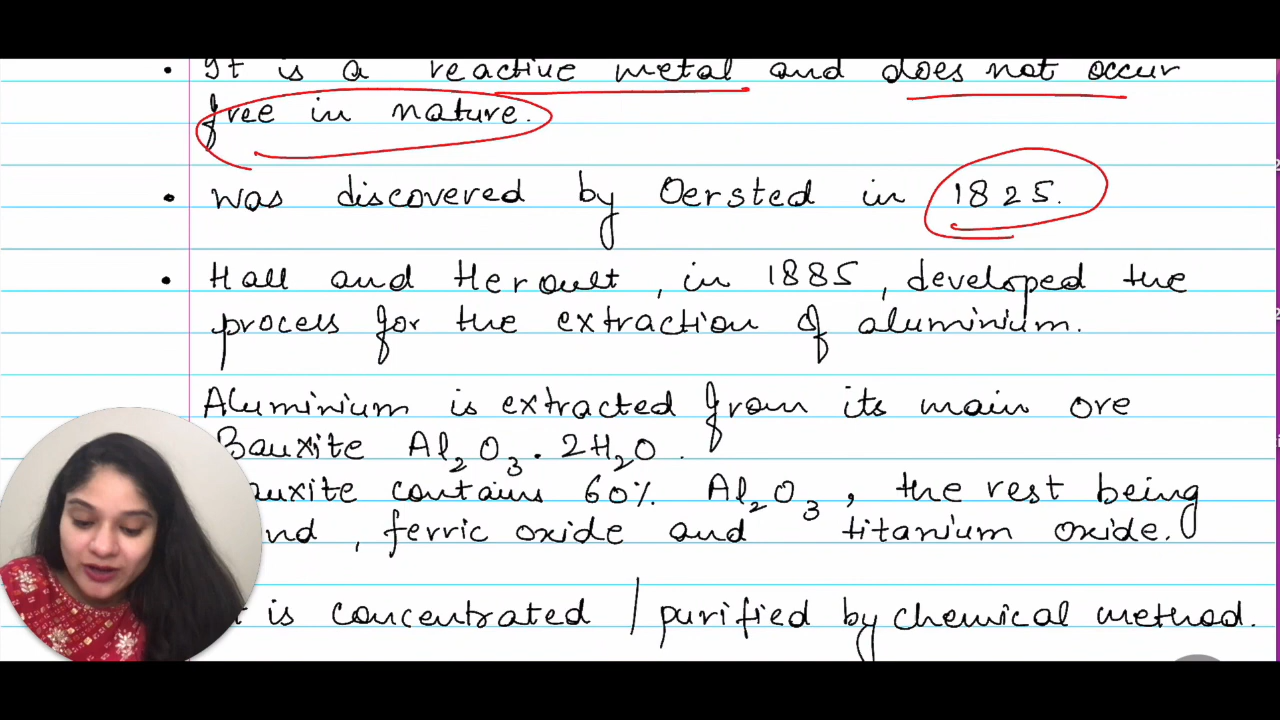 • It is a reactive metal and does not occur
free in nature.
• was discovered by Oersted in 1825.
• Hall and Herault, in 1885, developed the
process for the extraction of aluminium.
Aluminium is extracted from its main ore
Bauxite Al₂O₃.2H₂O.
auxite contains 60% Al₂O₃, the rest being
nd, ferric oxide and titanium oxide.
t is concentrated / purified by chemical method.